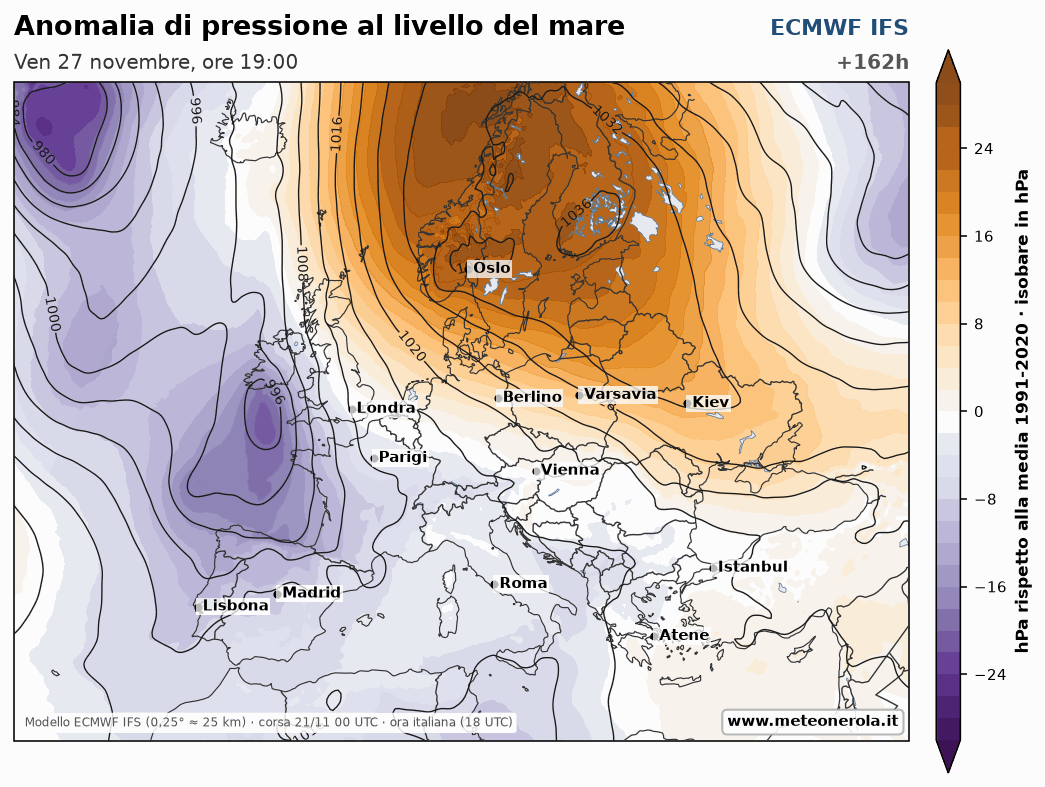 Anomalia di pressione al livello del mare
ECMWF IFS
Ven 27 novembre, ore 19:00
+162h
984
980
996
1016
1032
1036
1000
1008
1020
996
Oslo
Londra
Berlino
Varsavia
Kiev
Parigi
Vienna
Istanbul
Roma
Madrid
Lisbona
Atene
Modello ECMWF IFS (0,25° ≈ 25 km) · corsa 21/11 00 UTC · ora italiana (18 UTC)
www.meteonerola.it
24
16
8
0
−8
−16
−24
hPa rispetto alla media 1991-2020 · isobare in hPa